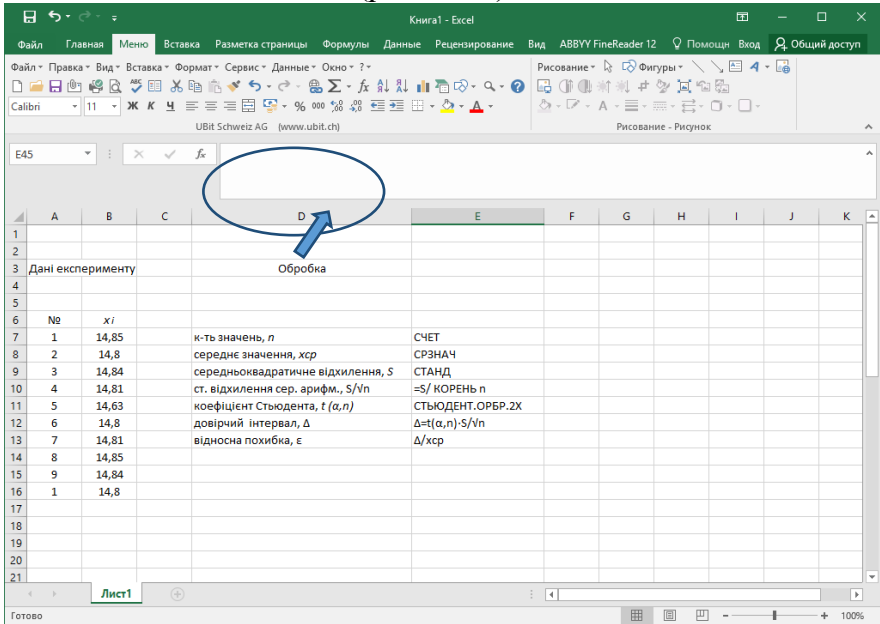 Книга1 - Excel
Файл Главная Меню Вставка Разметка страницы Формулы Данные Рецензирование Вид ABBYY FineReader 12 Помощн Вход Общий доступ
Файл Правка Вид Вставка Формат Сервис Данные Окно ? Рисование Фигуры
Calibri 11 Ж К Ч % 000
UBit Schweiz AG (www.ubit.ch) Рисование - Рисунок
E45 fx
A B C D E F G H I J K
1
2
3 Дані експерименту Обробка
4
5
6 № xi
7 1 14,85 к-ть значень, n СЧЕТ
8 2 14,8 середнє значення, xср СРЗНАЧ
9 3 14,84 середньоквадратичне відхилення, S СТАНД
10 4 14,81 ст. відхилення сер. арифм., S/√n =S/ КОРЕНЬ n
11 5 14,63 коефіцієнт Стьюдента, t (α,n) СТЬЮДЕНТ.ОРБР.2Х
12 6 14,8 довірчий інтервал, Δ Δ=t(α,n)·S/√n
13 7 14,81 відносна похибка, ε Δ/xср
14 8 14,85
15 9 14,84
16 1 14,8
17
18
19
20
21
Лист1
Готово 100%